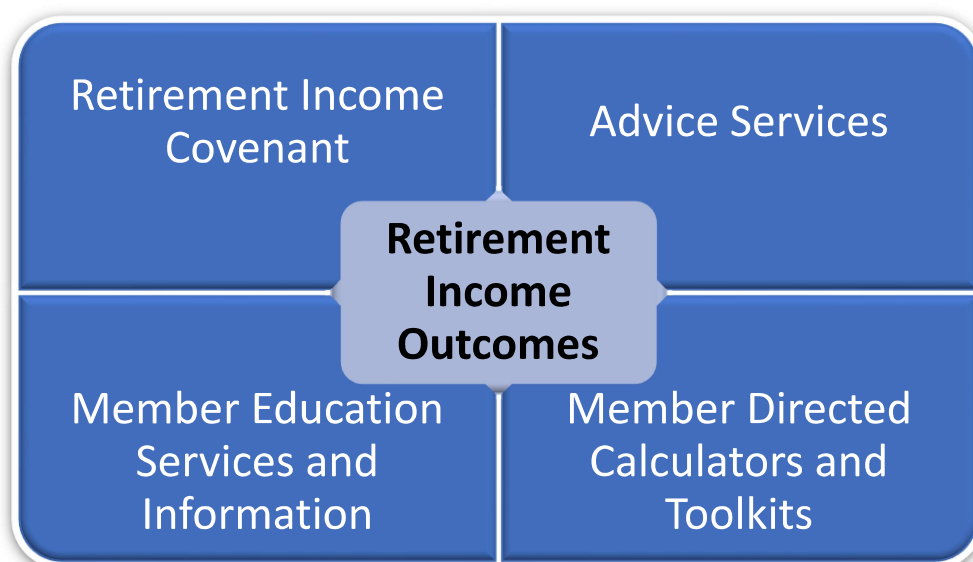 Retirement Income
Covenant
Advice Services
Retirement
Income
Outcomes
Member Education
Services and
Information
Member Directed
Calculators and
Toolkits